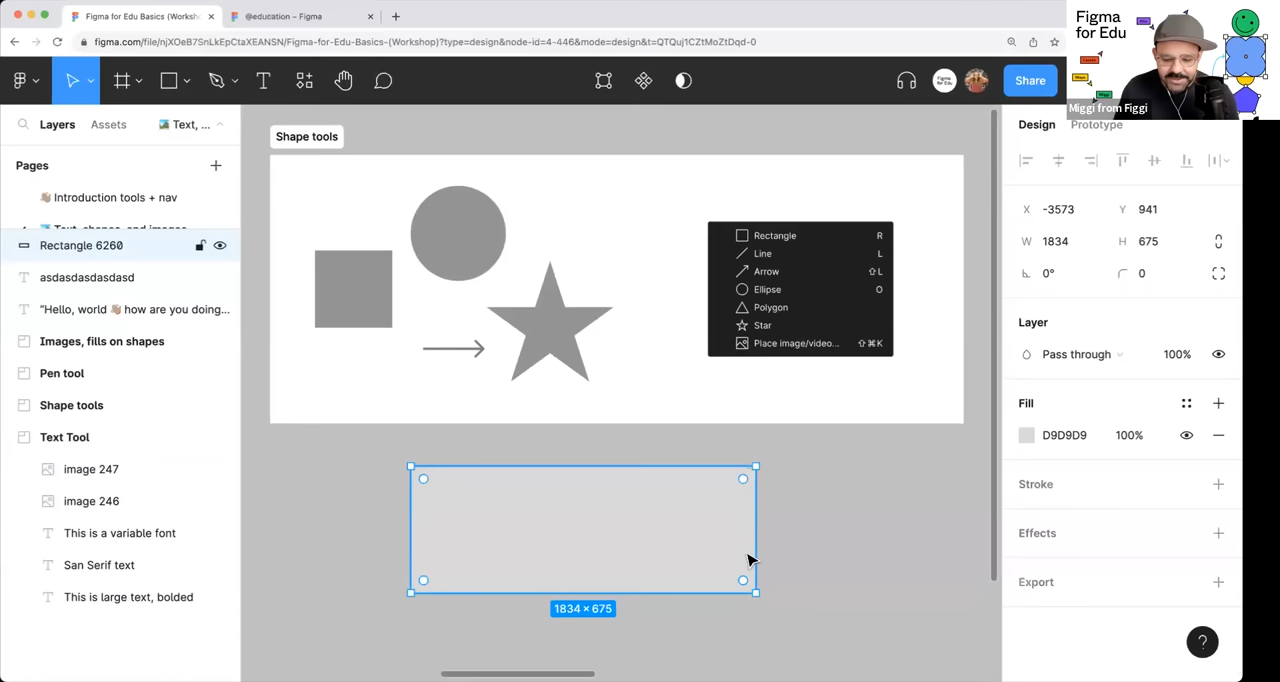 Figma for Edu Basics (Worksh
@education – Figma
figma.com/file/njXOeB7SnLkEpCtaXEANSN/Figma-for-Edu-Basics-(Workshop)?type=design&node-id=4-446&mode=design&t=QTQuj1CZtMoZtDqd-0
Figma
for Edu
Miggi from Figgi
Share
Layers
Assets
Text, ...
Pages
👋🏼 Introduction tools + nav
Text, shapes, and images
Rectangle 6260
asdasdasdasdasd
"Hello, world 👋🏼 how are you doing...
Images, fills on shapes
Pen tool
Shape tools
Text Tool
image 247
image 246
This is a variable font
San Serif text
This is large text, bolded
Shape tools
Rectangle R
Line L
Arrow ⇧L
Ellipse O
Polygon
Star
Place image/video... ⇧⌘K
1834 × 675
Design
Prototype
X -3573 Y 941
W 1834 H 675
0° 0
Layer
Pass through 100%
Fill
D9D9D9 100%
Stroke
Effects
Export
?